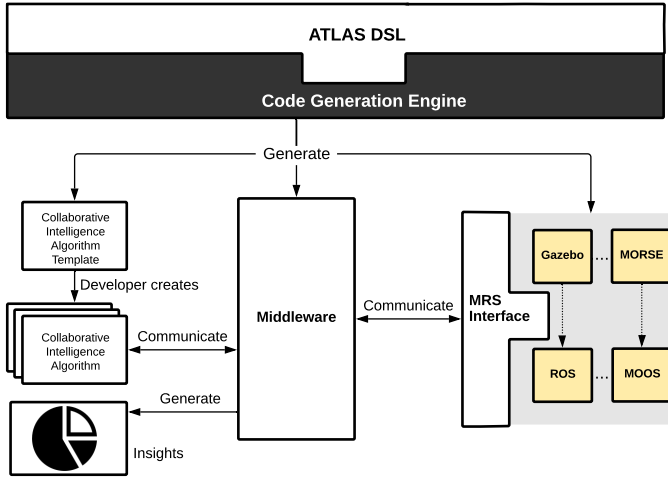 ATLAS DSL
Code Generation Engine
Generate
Collaborative
Intelligence
Algorithm
Template
Developer creates
Collaborative
Intelligence
Algorithm
Communicate
Generate
Insights
Middleware
Communicate
MRS
Interface
Gazebo
...
MORSE
ROS
...
MOOS